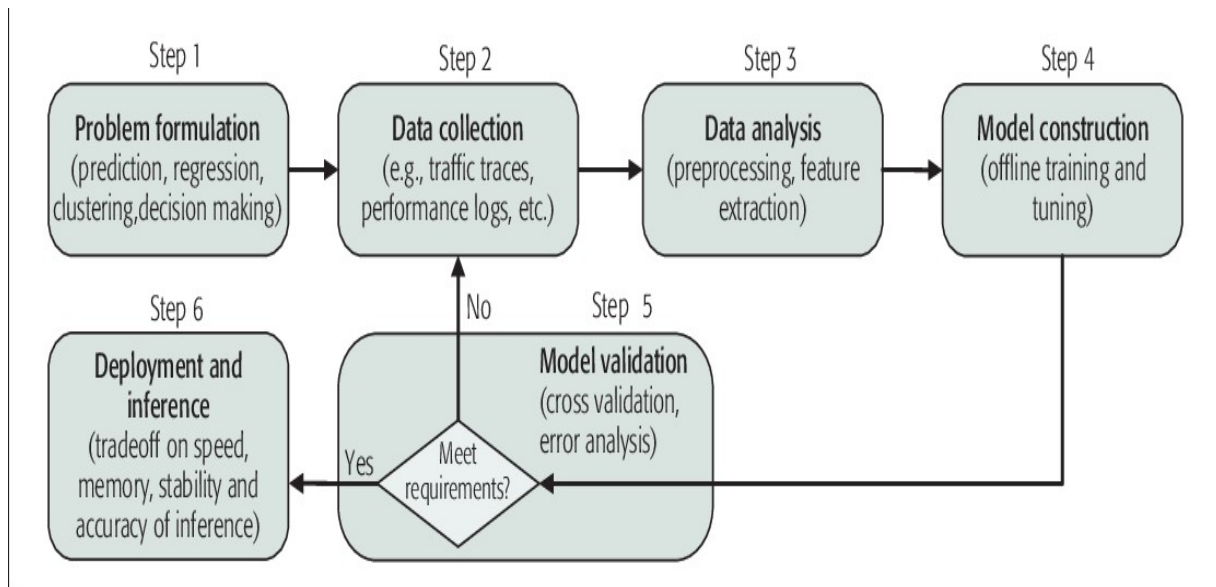 Step 1
Problem formulation
(prediction, regression,
clustering,decision making)
Step 2
Data collection
(e.g., traffic traces,
performance logs, etc.)
Step 3
Data analysis
(preprocessing, feature
extraction)
Step 4
Model construction
(offline training and
tuning)
Step 5
Model validation
(cross validation,
error analysis)
Meet
requirements?
No
Yes
Step 6
Deployment and
inference
(tradeoff on speed,
memory, stability and
accuracy of inference)